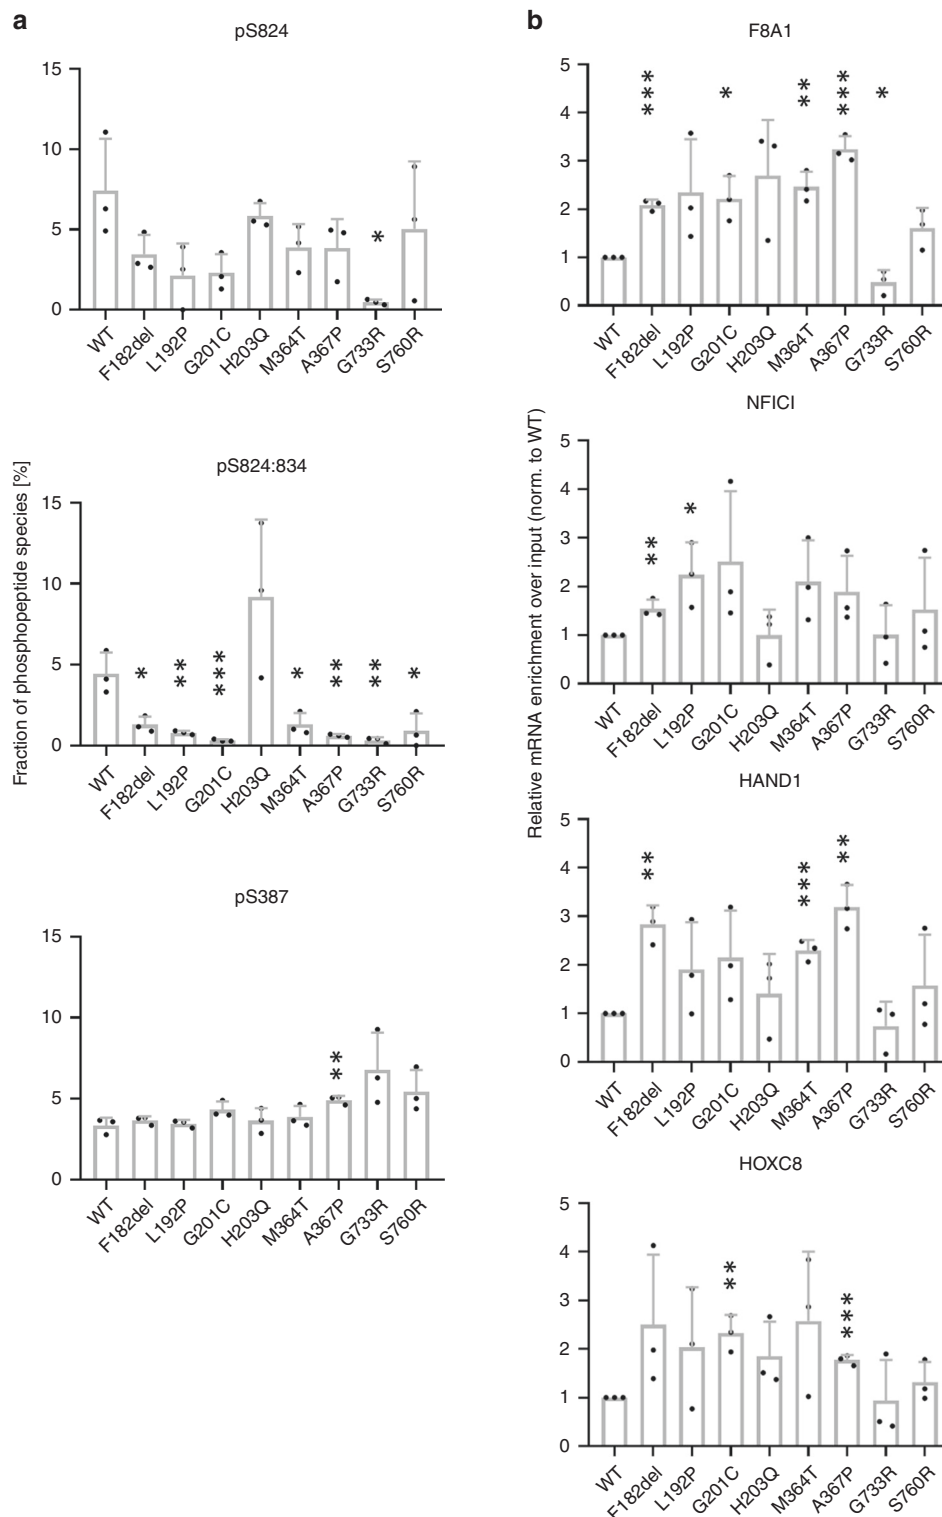 a
pS824
15
10
5
0
*
WT
F182del
L192P
G201C
H203Q
M364T
A367P
G733R
S760R
Fraction of phosphopeptide species [%]
pS824:834
15
10
5
0
*
**
***
*
**
**
*
WT
F182del
L192P
G201C
H203Q
M364T
A367P
G733R
S760R
pS387
15
10
5
0
**
WT
F182del
L192P
G201C
H203Q
M364T
A367P
G733R
S760R
b
F8A1
5
4
3
2
1
0
***
*
**
***
*
WT
F182del
L192P
G201C
H203Q
M364T
A367P
G733R
S760R
Relative mRNA enrichment over input (norm. to WT)
NFICI
5
4
3
2
1
0
**
*
WT
F182del
L192P
G201C
H203Q
M364T
A367P
G733R
S760R
HAND1
5
4
3
2
1
0
**
***
**
WT
F182del
L192P
G201C
H203Q
M364T
A367P
G733R
S760R
HOXC8
5
4
3
2
1
0
**
***
WT
F182del
L192P
G201C
H203Q
M364T
A367P
G733R
S760R